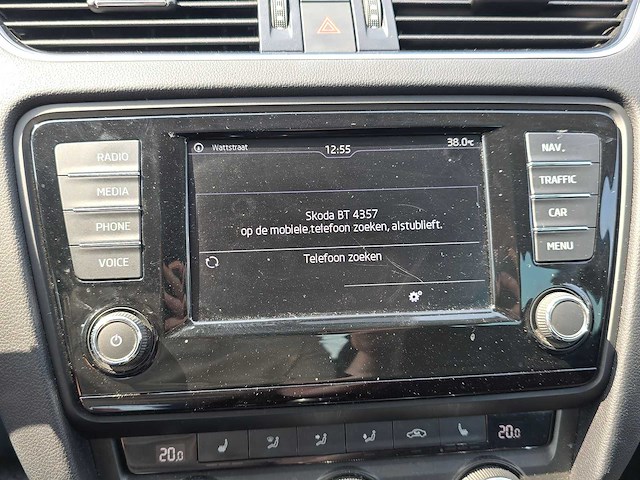 Wattstraat 12:55 38.0°C
Skoda BT 4357
op de mobiele telefoon zoeken, alstublieft.
Telefoon zoeken
RADIO
MEDIA
PHONE
VOICE
NAV.
TRAFFIC
CAR
MENU
20.0 20.0